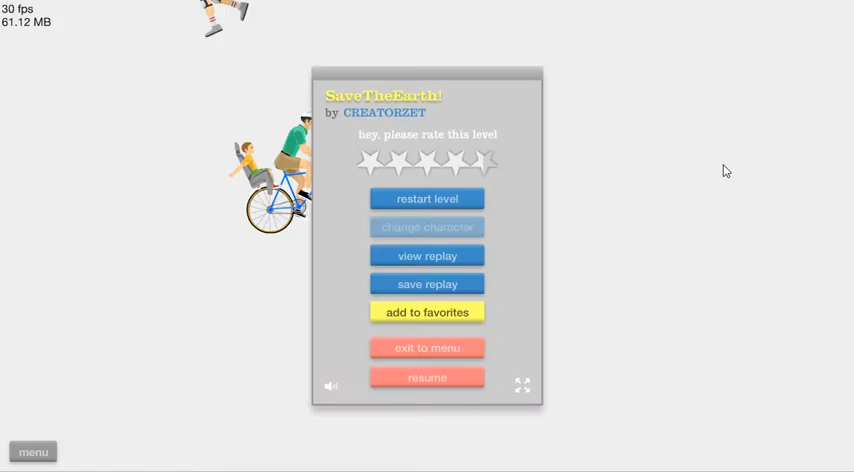 30 fps
61.12 MB
SaveTheEarth!
by CREATORZET
hey, please rate this level
restart level
change character
view replay
save replay
add to favorites
exit to menu
resume
menu